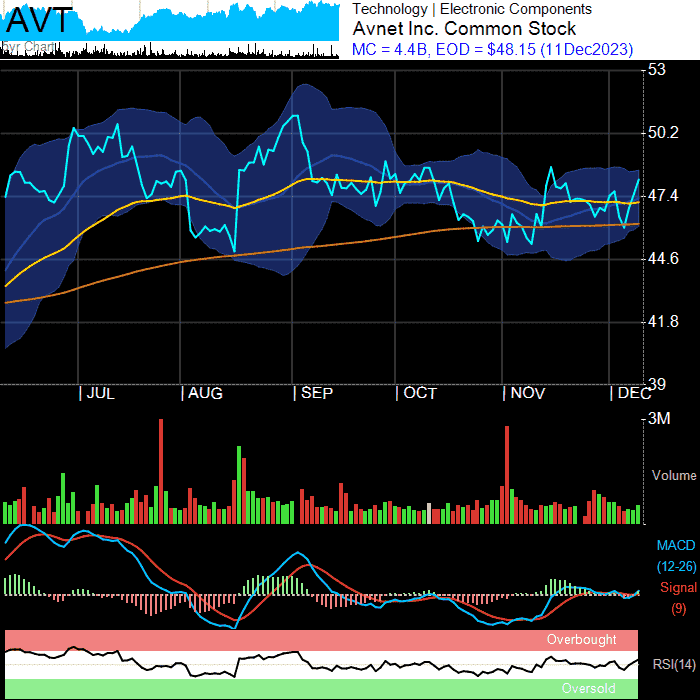 AVT
5yr Chart
Technology | Electronic Components
Avnet Inc. Common Stock
MC = 4.4B, EOD = $48.15 (11Dec2023)
53
50.2
47.4
44.6
41.8
39
| JUL | AUG | SEP | OCT | NOV | DEC
3M
Volume
MACD
(12-26)
Signal
(9)
Overbought
RSI(14)
Oversold